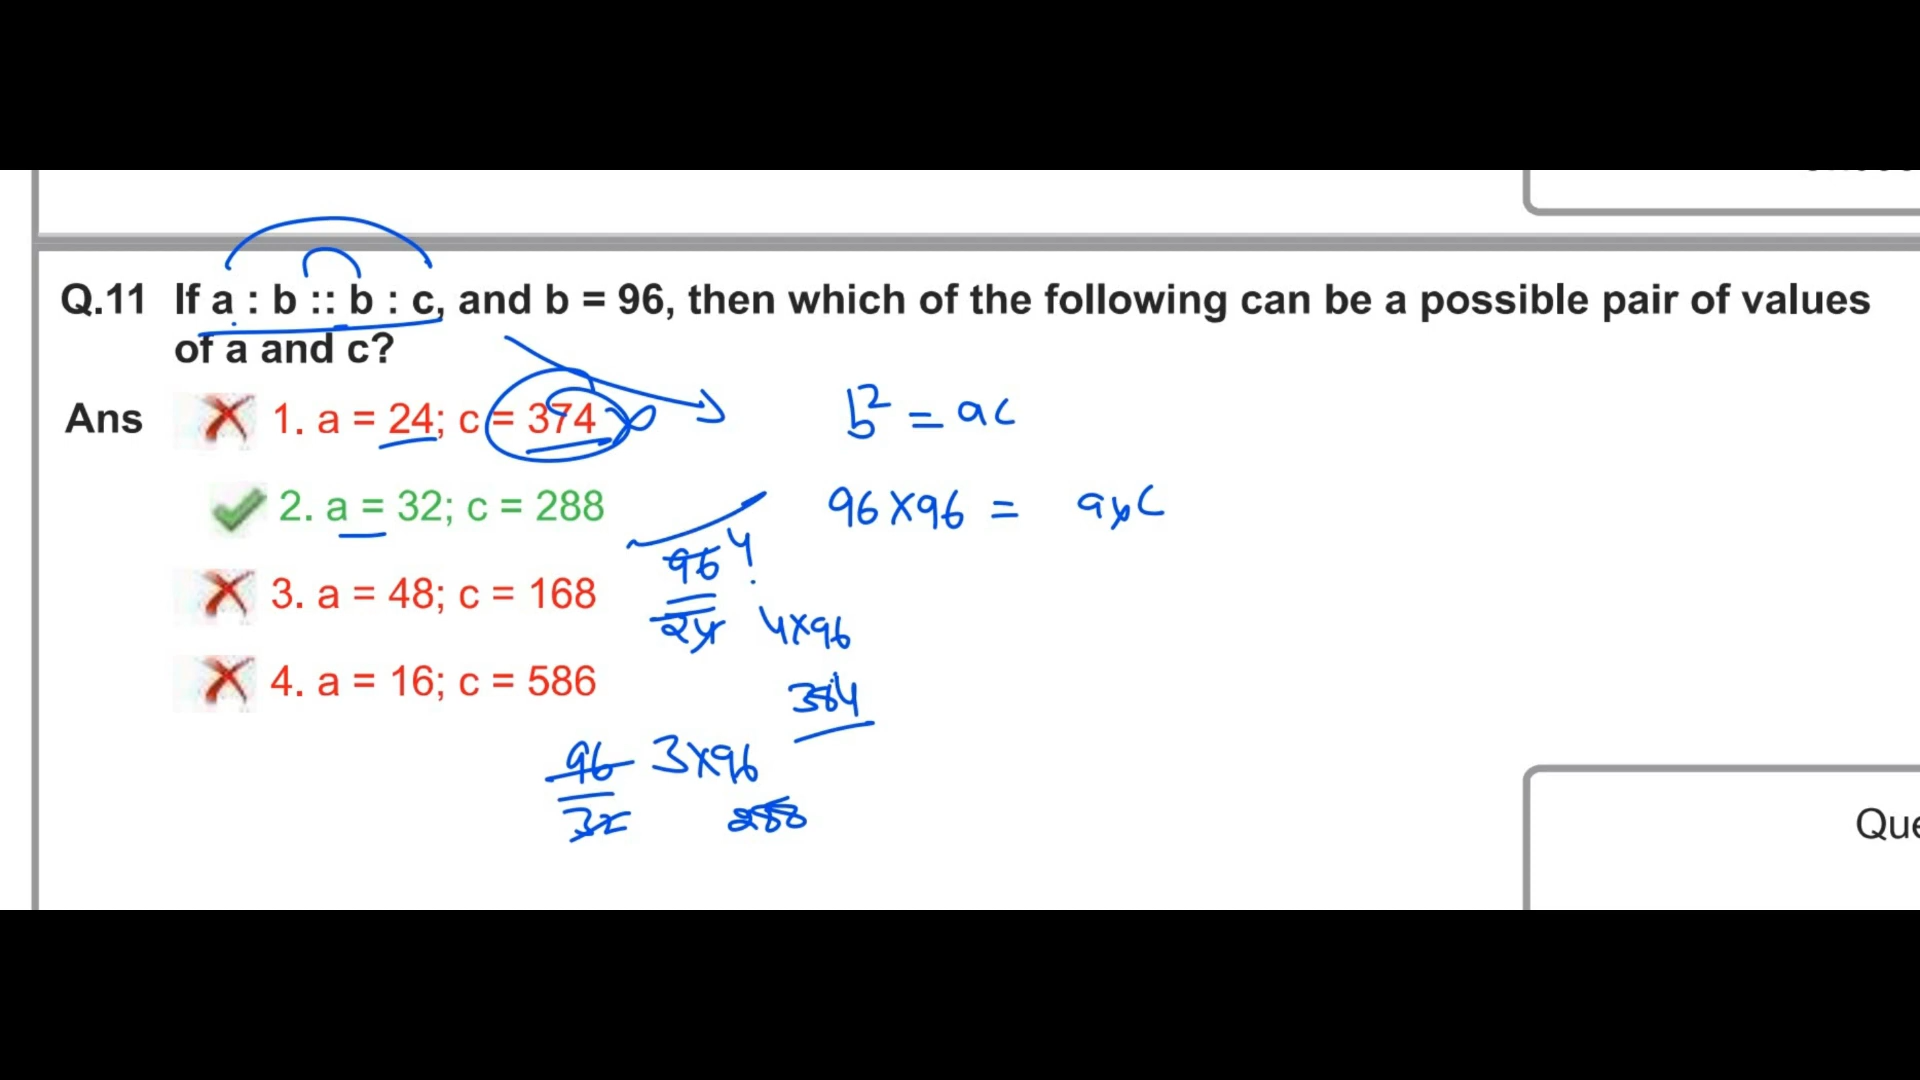 Q.11 If a : b :: b : c, and b = 96, then which of the following can be a possible pair of values
of a and c?
Ans 1. a = 24; c = 374
b² = ac
2. a = 32; c = 288
96×96 = a×c
96 4
24 4×96
3. a = 48; c = 168
384
4. a = 16; c = 586
96 3×96
32 288
Que